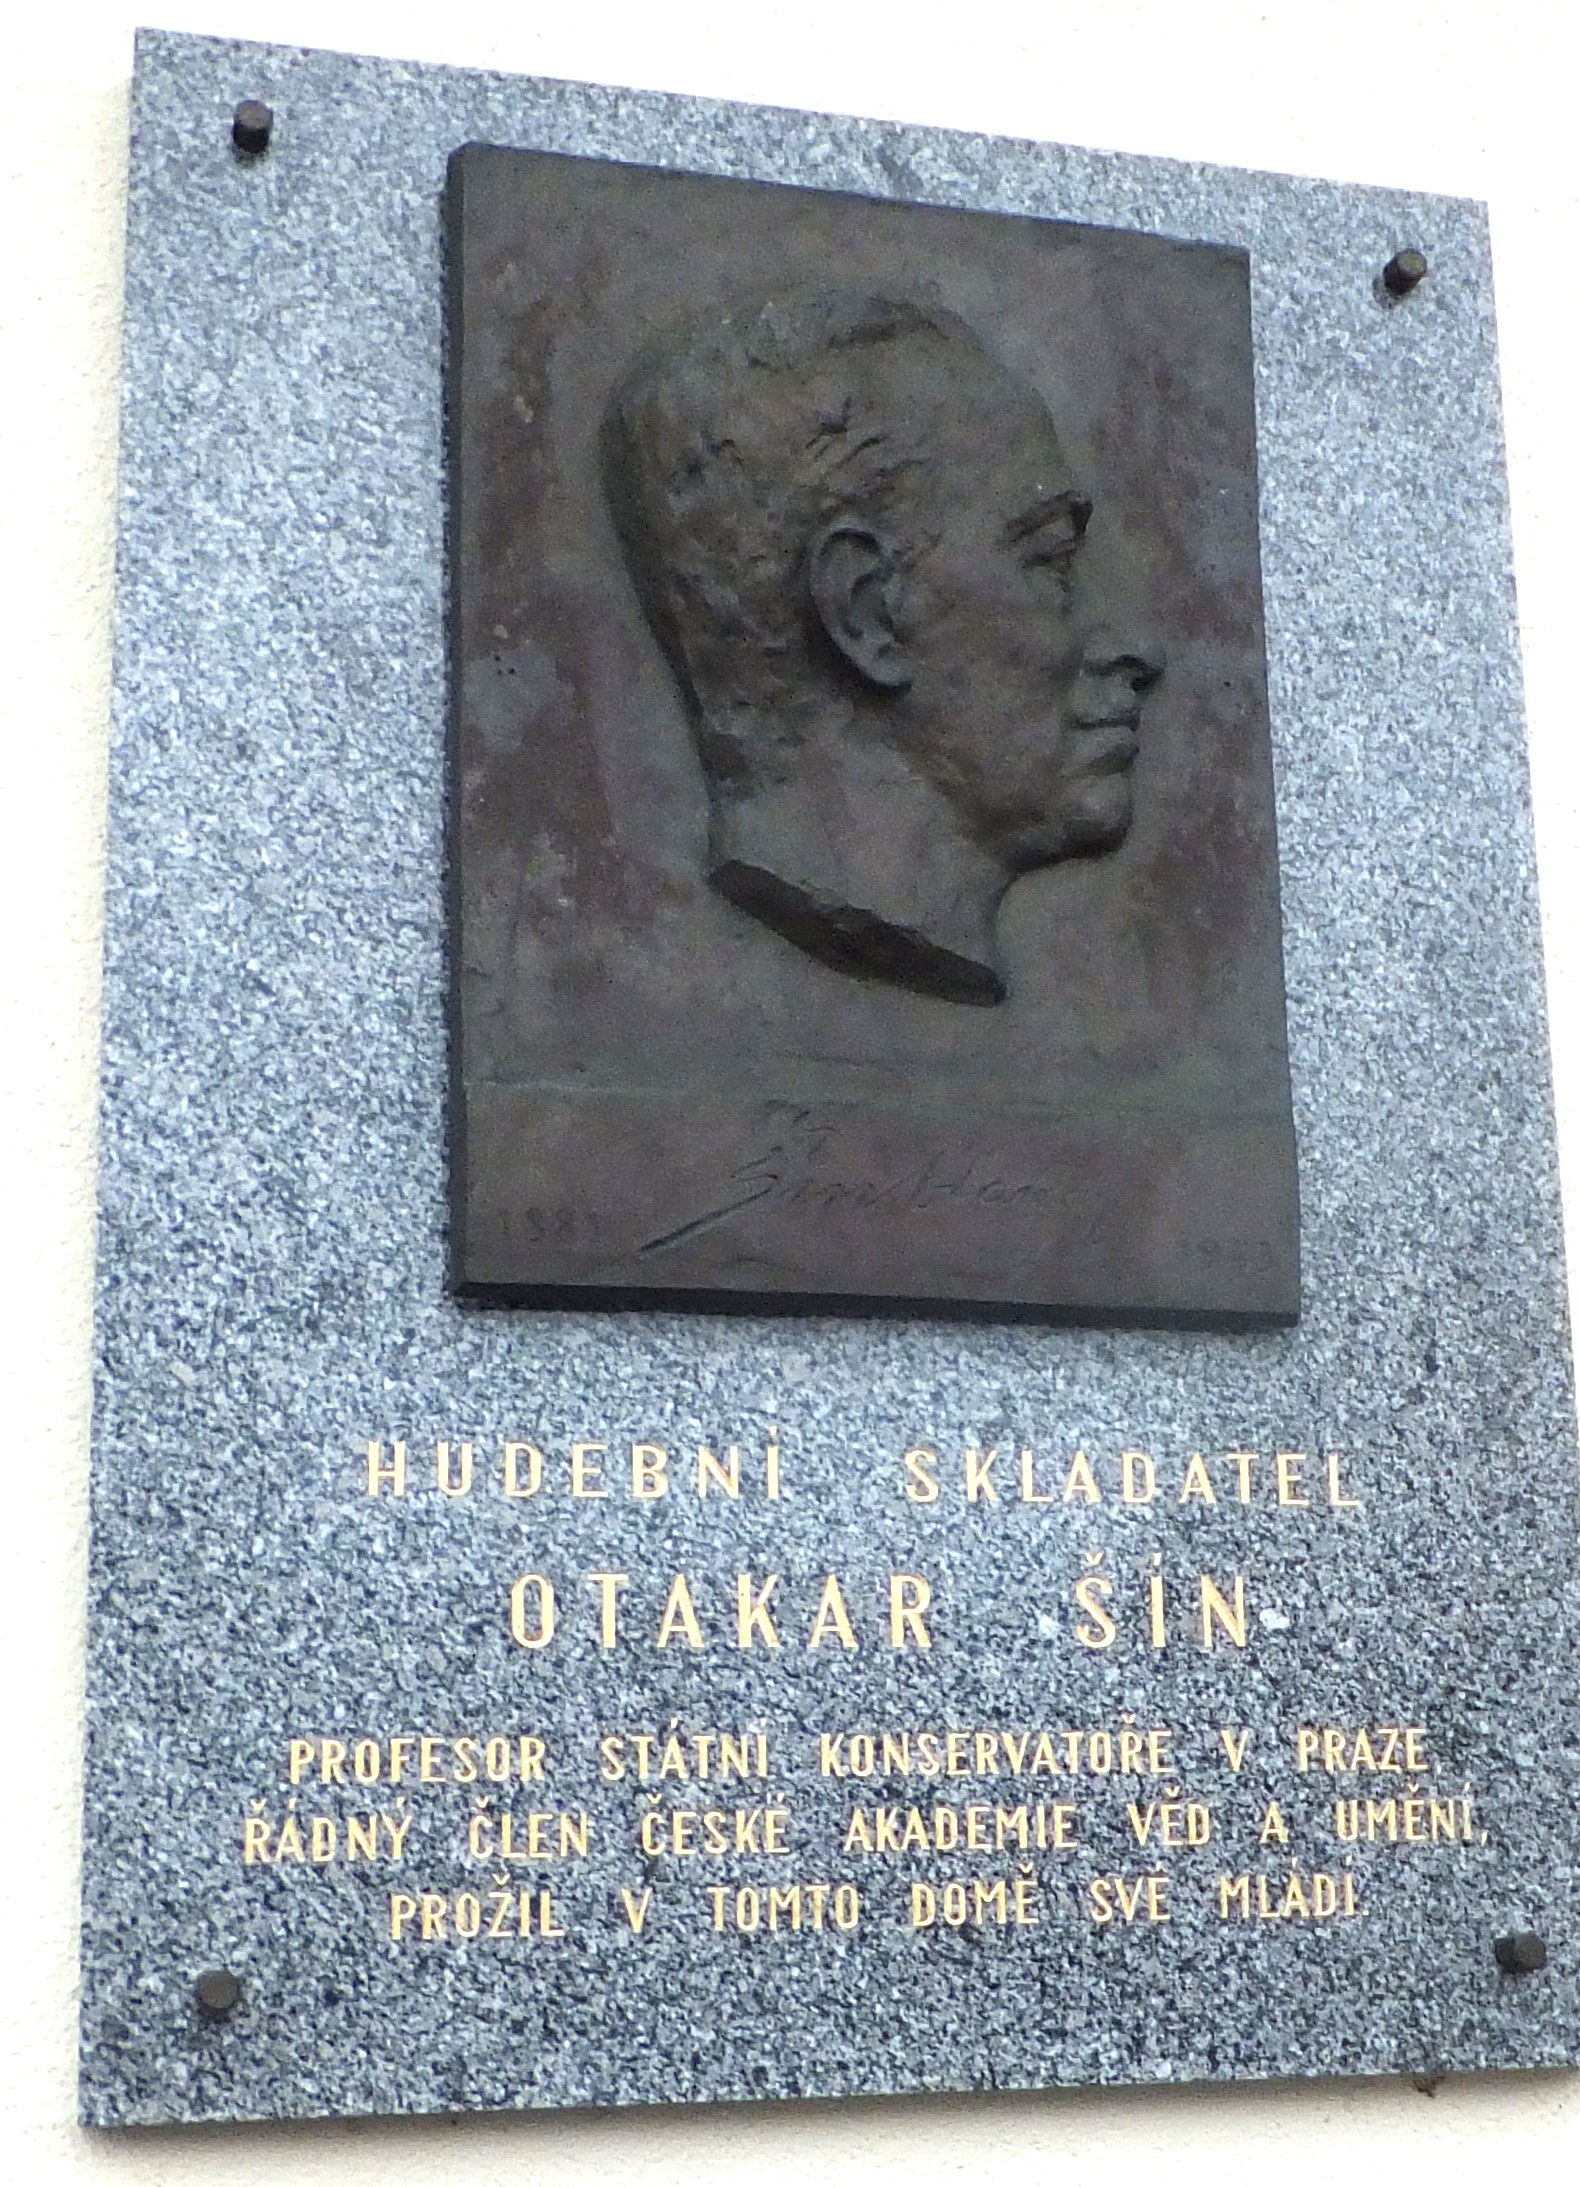 1881
HUDEBNÍ SKLADATEL
OTAKAR ŠÍN
PROFESOR STÁTNÍ KONSERVATOŘE V PRAZE,
ŘÁDNÝ ČLEN ČESKÉ AKADEMIE VĚD A UMĚNÍ,
PROŽIL V TOMTO DOMĚ SVÉ MLÁDÍ.